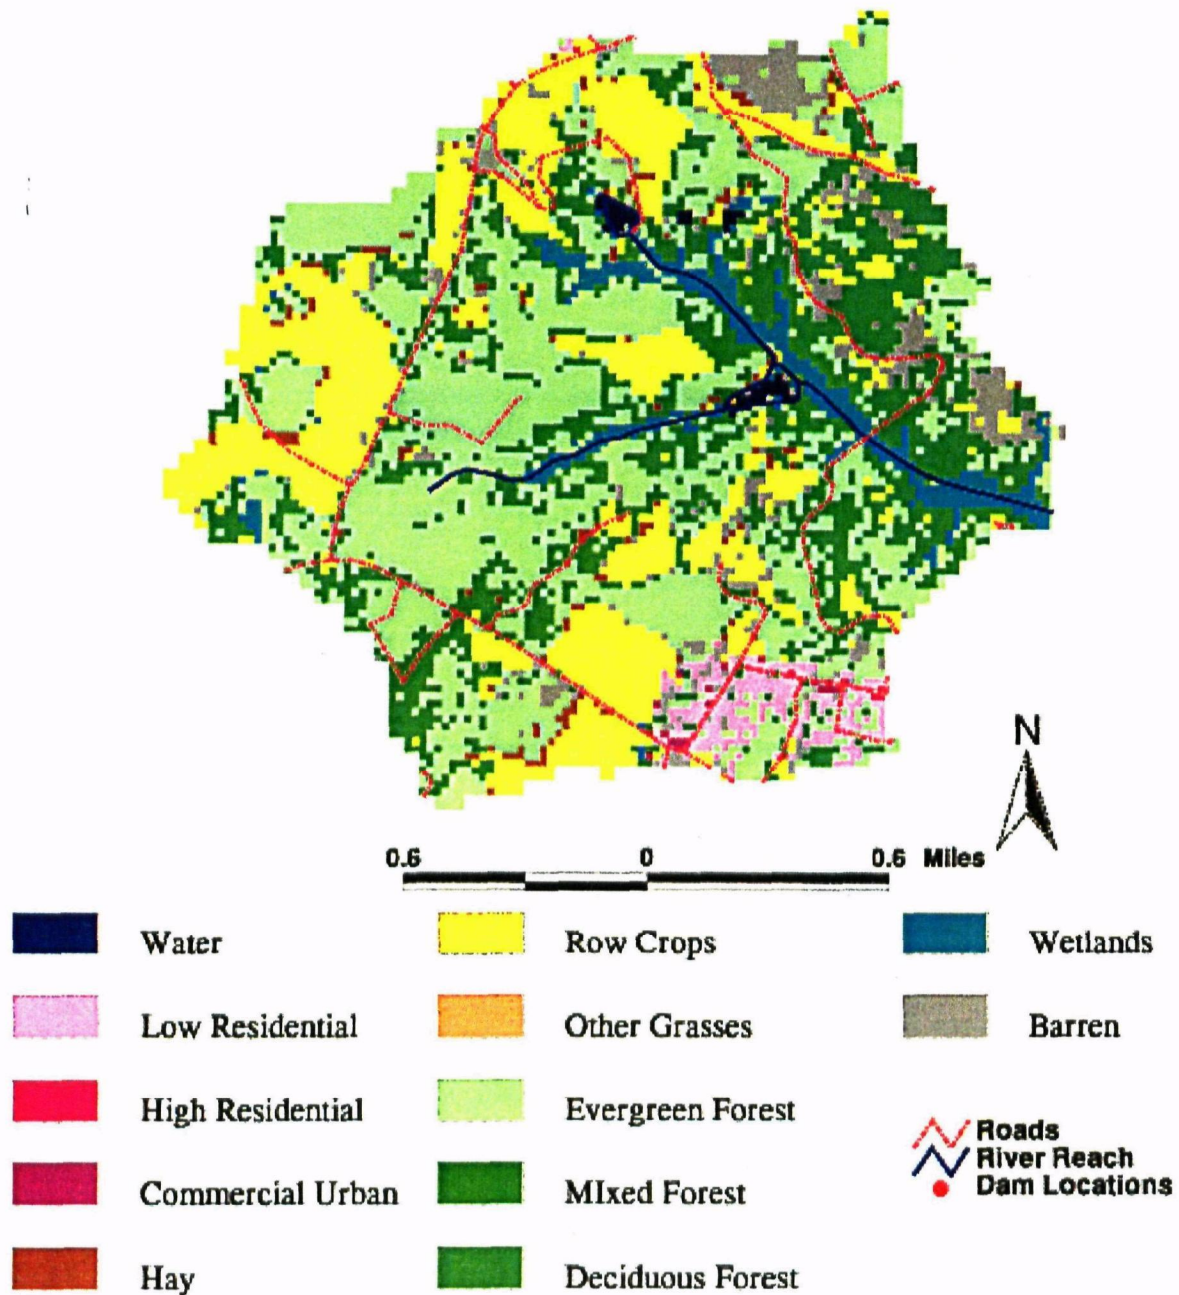 N
0.6 0 0.6 Miles
Water Row Crops Wetlands
Low Residential Other Grasses Barren
High Residential Evergreen Forest
Roads
River Reach
Commercial Urban MIxed Forest Dam Locations
Hay Deciduous Forest